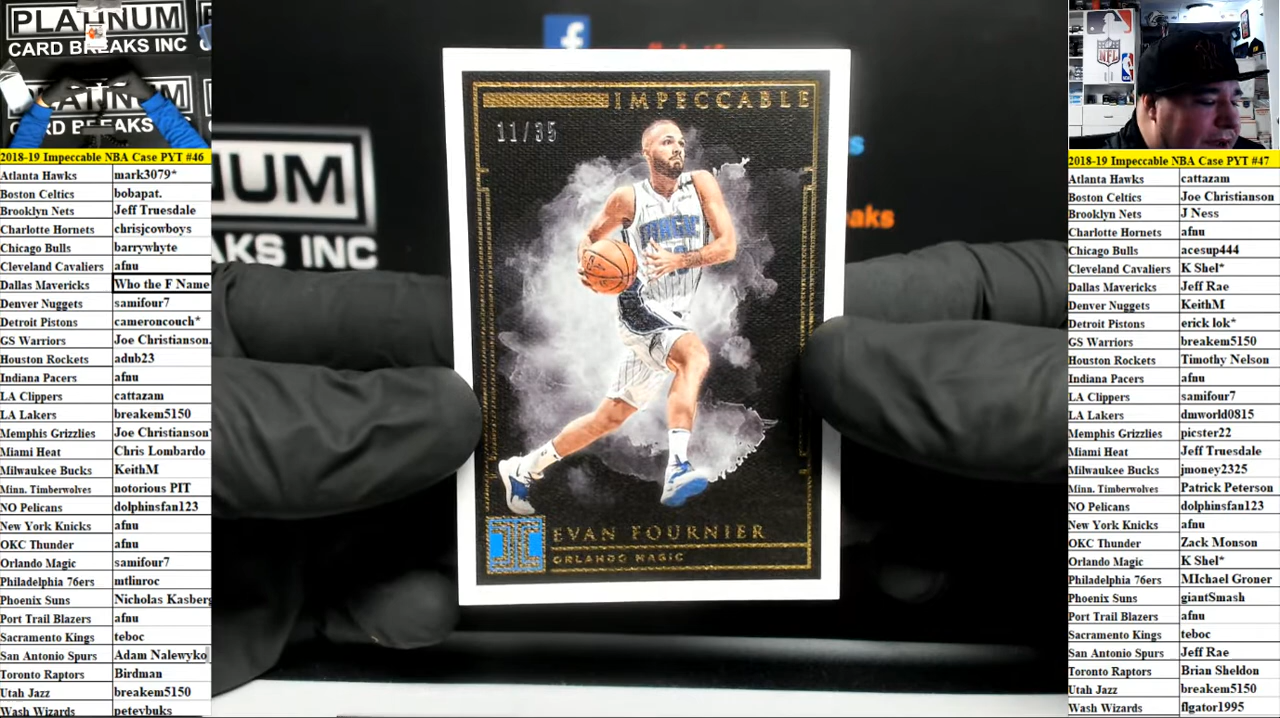 PLATINUM
CARD BREAKS INC
PLATINUM
CARD BREAKS
2018-19 Impeccable NBA Case PYT #46
Atlanta Hawks mark3079*
Boston Celtics bobapat.
Brooklyn Nets Jeff Truesdale
Charlotte Hornets chrisjcowboys
Chicago Bulls barrywhyte
Cleveland Cavaliers afnu
Dallas Mavericks Who the F Name
Denver Nuggets samifour7
Detroit Pistons cameroncouch*
GS Warriors Joe Christianson.
Houston Rockets adub23
Indiana Pacers afnu
LA Clippers cattazam
LA Lakers breakem5150
Memphis Grizzlies Joe Christianson
Miami Heat Chris Lombardo
Milwaukee Bucks KeithM
Minn. Timberwolves notorious PIT
NO Pelicans dolphinsfan123
New York Knicks afnu
OKC Thunder afnu
Orlando Magic samifour7
Philadelphia 76ers mtlinroc
Phoenix Suns Nicholas Kasberg
Port Trail Blazers afnu
Sacramento Kings teboc
San Antonio Spurs Adam Nalewyko
Toronto Raptors Birdman
Utah Jazz breakem5150
Wash Wizards peteybuks
f
NUM
KS INC
s
eaks
IMPECCABLE
11/35
MAGIC
EVAN FOURNIER
ORLANDO MAGIC
NFL
NBA
2018-19 Impeccable NBA Case PYT #47
Atlanta Hawks cattazam
Boston Celtics Joe Christianson
Brooklyn Nets J Ness
Charlotte Hornets afnu
Chicago Bulls acesup444
Cleveland Cavaliers K Shel*
Dallas Mavericks Jeff Rae
Denver Nuggets KeithM
Detroit Pistons erick lok*
GS Warriors breakem5150
Houston Rockets Timothy Nelson
Indiana Pacers afnu
LA Clippers samifour7
LA Lakers dmworld0815
Memphis Grizzlies picster22
Miami Heat Jeff Truesdale
Milwaukee Bucks jmoney2325
Minn. Timberwolves Patrick Peterson
NO Pelicans dolphinsfan123
New York Knicks afnu
OKC Thunder Zack Monson
Orlando Magic K Shel*
Philadelphia 76ers MIchael Groner
Phoenix Suns giantSmash
Port Trail Blazers afnu
Sacramento Kings teboc
San Antonio Spurs Jeff Rae
Toronto Raptors Brian Sheldon
Utah Jazz breakem5150
Wash Wizards flgator1995